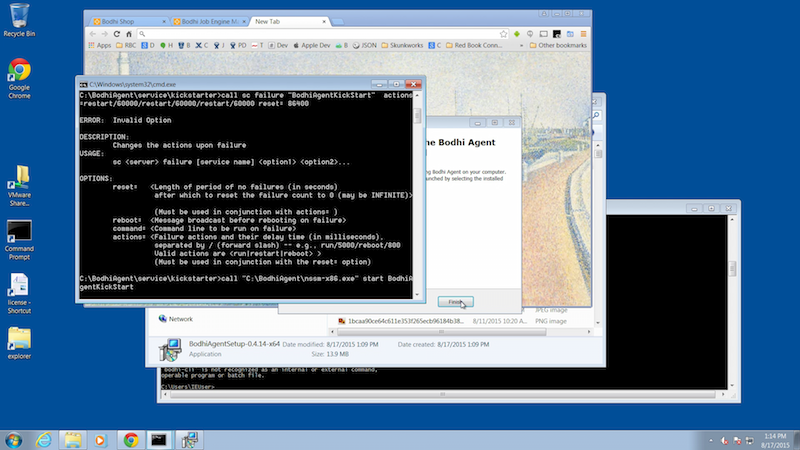 Recycle Bin
Google
Chrome
VMware
Share...
Command
Prompt
license -
Shortcut
explorer
Bodhi Shop
Bodhi Job Engine M
New Tab
Apps
RBC
D
H
B
X
C
J
PD
T
Dev
Apple Dev
B
JSON
Skunkworks
C
Red Book Conn...
Other bookmarks
C:\Windows\system32\cmd.exe
C:\BodhiAgent\service\kickstarter>call sc failure "BodhiAgentKickStart"  actions
=restart/60000/restart/60000/restart/60000 reset= 86400
ERROR:  Invalid Option
DESCRIPTION:
Changes the actions upon failure
USAGE:
sc <server> failure [service name] <option1> <option2>...
OPTIONS:
reset=   <Length of period of no failures (in seconds)
after which to reset the failure count to 0 (may be INFINITE)>
(Must be used in conjunction with actions= )
reboot=  <Message broadcast before rebooting on failure>
command= <Command line to be run on failure>
actions= <Failure actions and their delay time (in milliseconds),
separated by / (forward slash) -- e.g., run/5000/reboot/800
Valid actions are <run|restart|reboot> >
(Must be used in conjunction with the reset= option)
C:\BodhiAgent\service\kickstarter>call "C:\BodhiAgent\nssm-x86.exe" start BodhiA
gentKickStart
he Bodhi Agent
ng Bodhi Agent on your computer.
unched by selecting the installed
Finish
JPEG image
Network
1bcaa90ce64c611e353f265ecb96184b38...
8/11/2015 10:20 A...
PNG image
BodhiAgentSetup-0.4.14-x64
Date modified: 8/17/2015 1:09 PM
Date created: 8/17/2015 1:09 PM
Application
Size: 13.9 MB
'bodhi-cli' is not recognized as an internal or external command,
operable program or batch file.
C:\Users\IEUser>
1:14 PM
8/17/2015